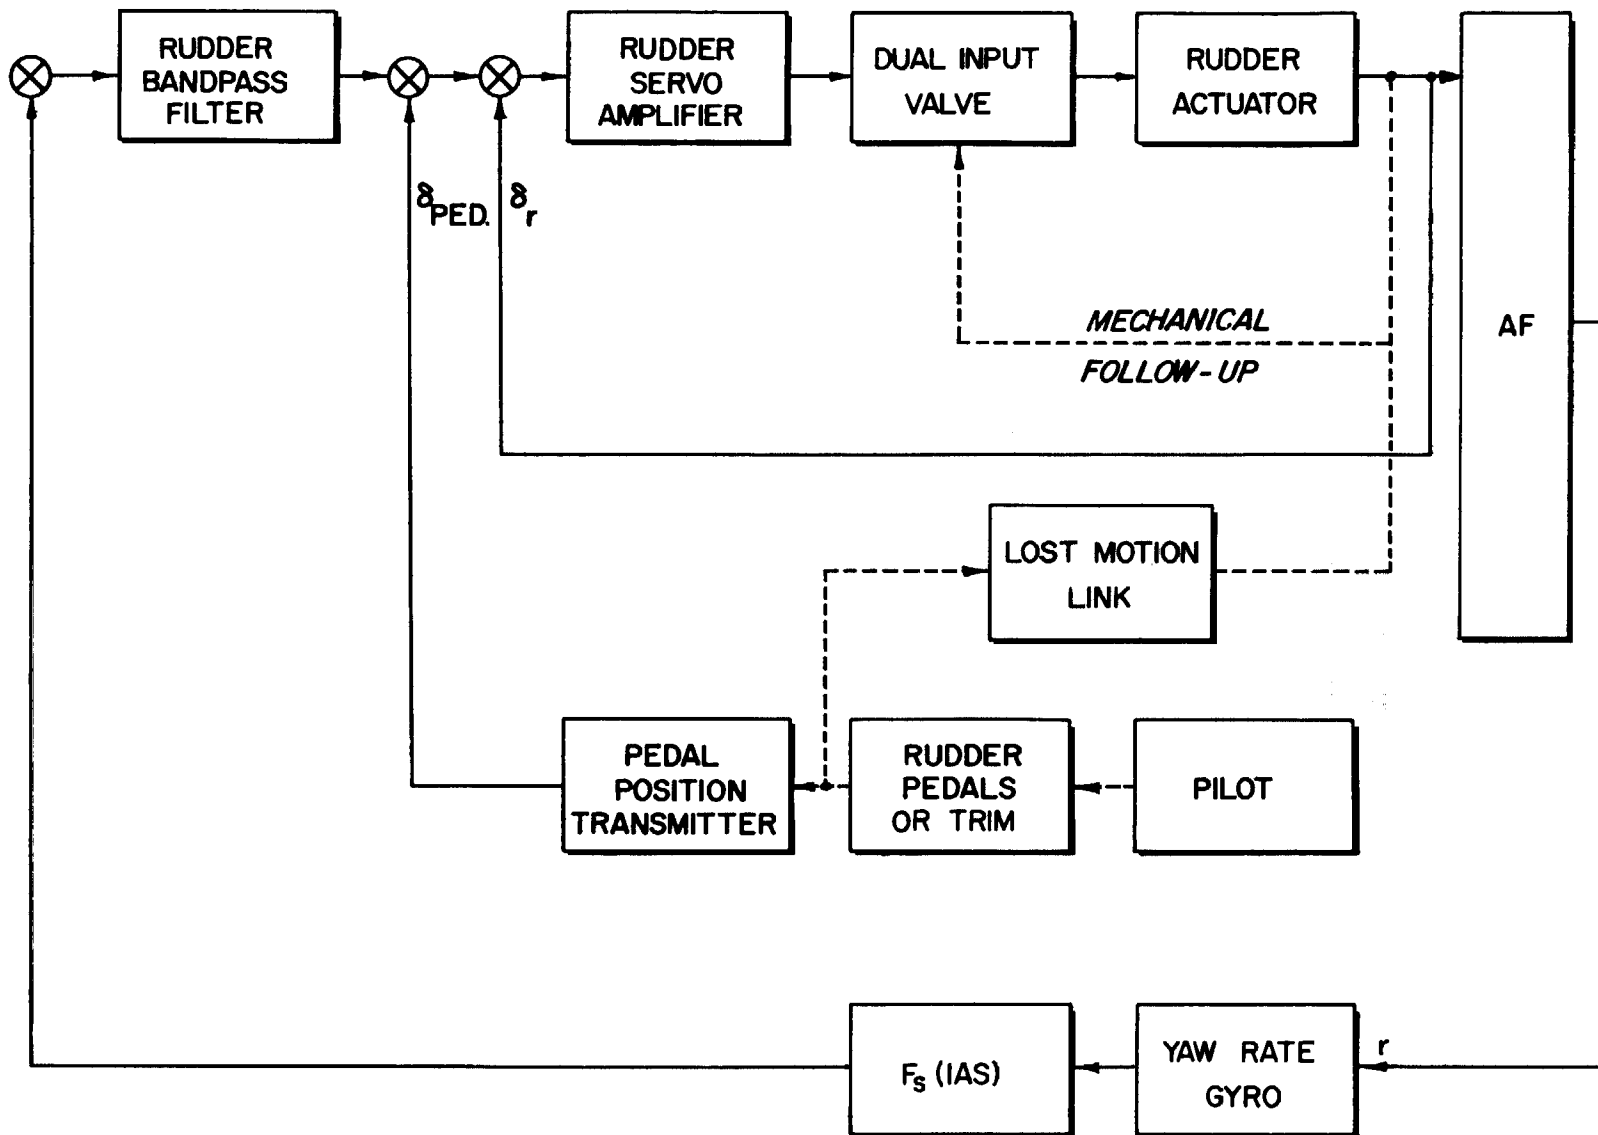 RUDDER
BANDPASS
FILTER
RUDDER
SERVO
AMPLIFIER
DUAL INPUT
VALVE
RUDDER
ACTUATOR
δPED.
δr
MECHANICAL
FOLLOW-UP
AF
LOST MOTION
LINK
PEDAL
POSITION
TRANSMITTER
RUDDER
PEDALS
OR TRIM
PILOT
Fs (IAS)
YAW RATE
GYRO
r